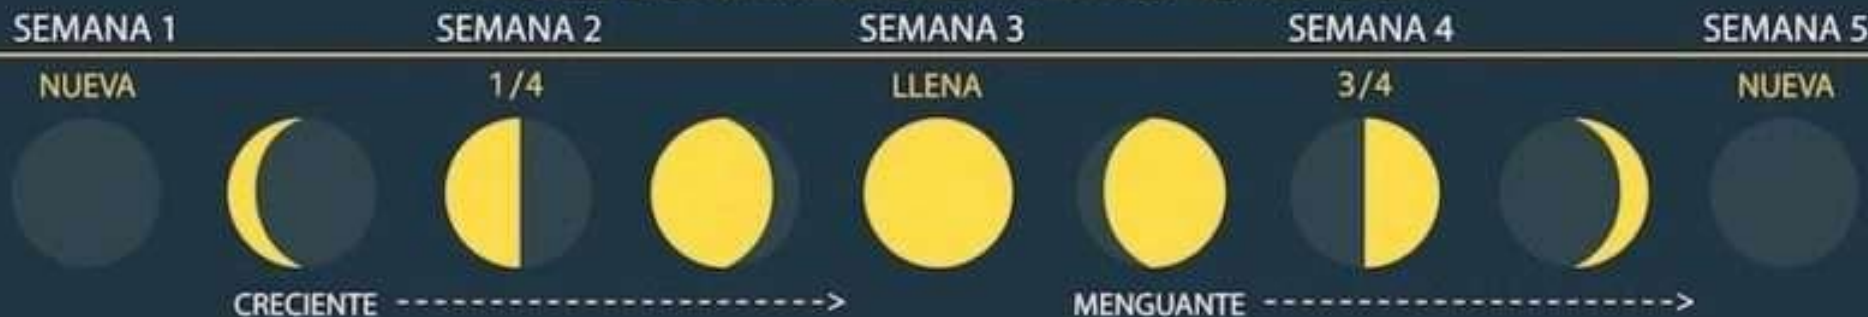 SEMANA 1 SEMANA 2 SEMANA 3 SEMANA 4 SEMANA 5
NUEVA 1/4 LLENA 3/4 NUEVA
CRECIENTE MENGUANTE